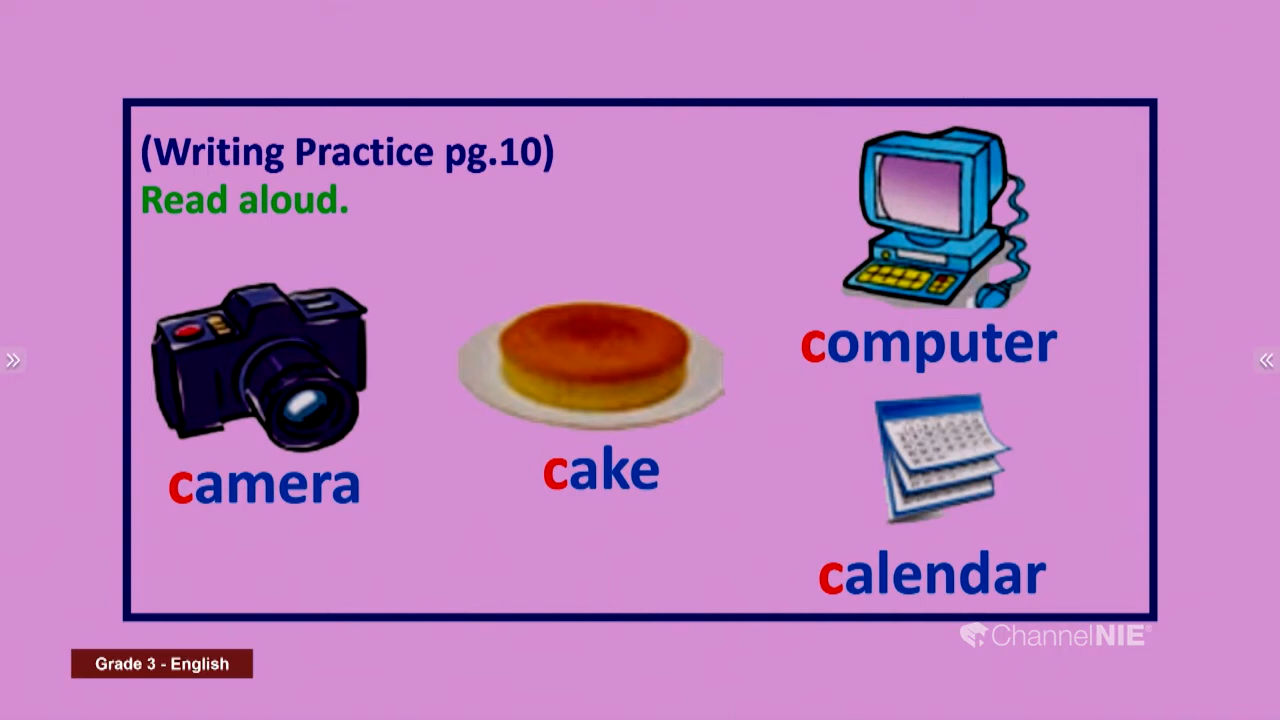 (Writing Practice pg.10)
Read aloud.
camera
cake
computer
calendar
ChannelNIE
Grade 3 - English